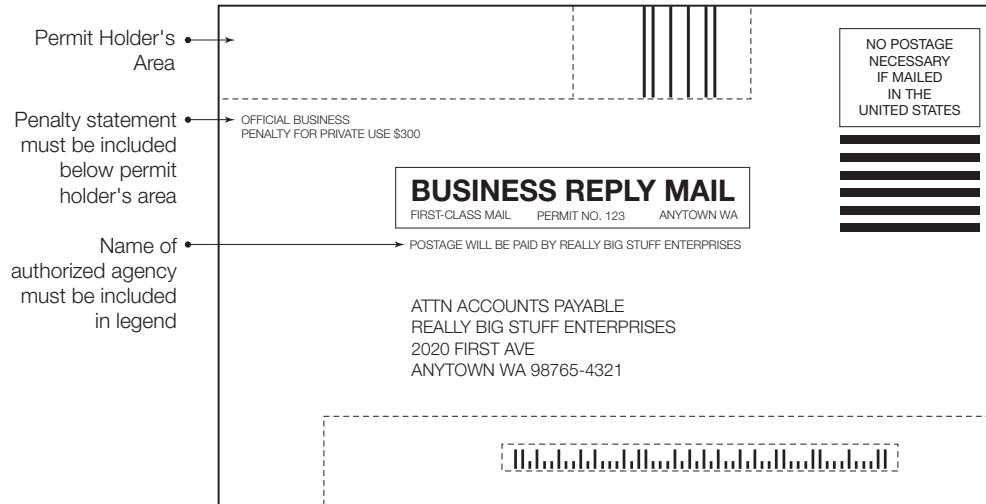 Permit Holder's
Area
Penalty statement
must be included
below permit
holder's area
Name of
authorized agency
must be included
in legend
NO POSTAGE
NECESSARY
IF MAILED
IN THE
UNITED STATES
OFFICIAL BUSINESS
PENALTY FOR PRIVATE USE $300
BUSINESS REPLY MAIL
FIRST-CLASS MAIL PERMIT NO. 123 ANYTOWN WA
POSTAGE WILL BE PAID BY REALLY BIG STUFF ENTERPRISES
ATTN ACCOUNTS PAYABLE
REALLY BIG STUFF ENTERPRISES
2020 FIRST AVE
ANYTOWN WA 98765-4321